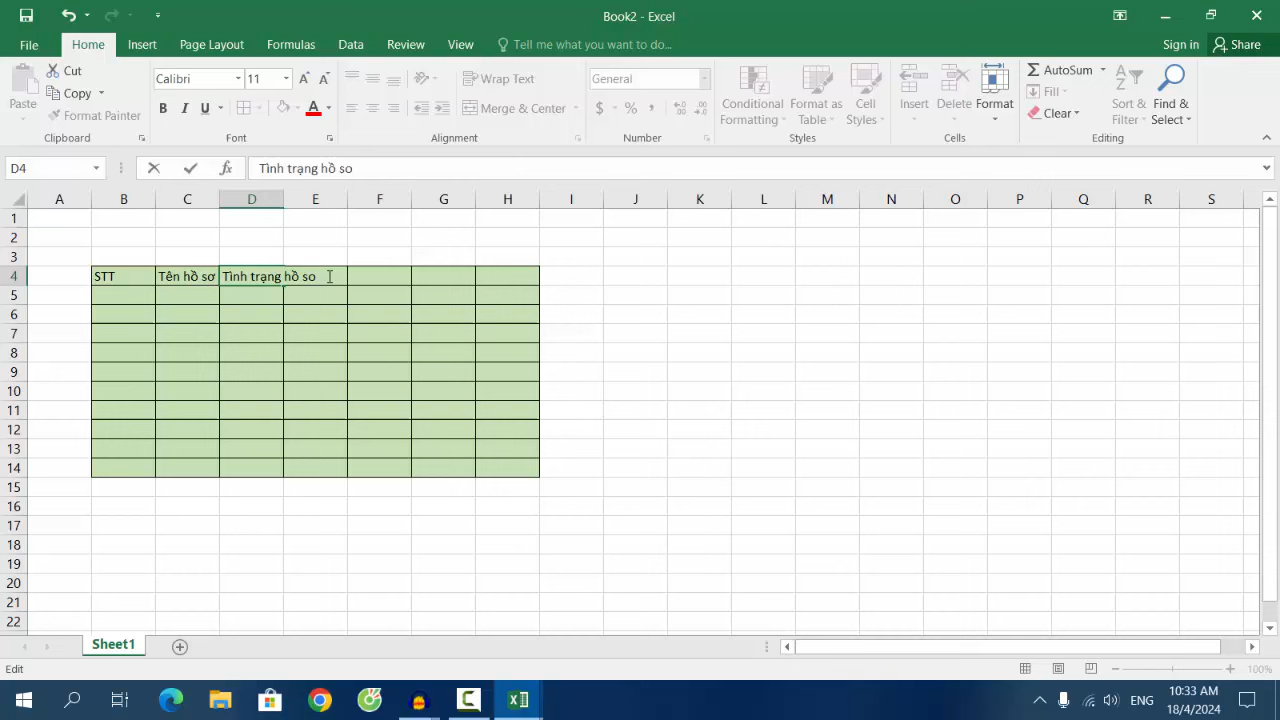 Book2 - Excel
File Home Insert Page Layout Formulas Data Review View Tell me what you want to do... Sign in Share
Paste Cut Copy Format Painter Clipboard
Calibri 11 B I U A Font
Wrap Text Merge & Center Alignment
General $ % , Number
Conditional Formatting Format as Table Cell Styles Styles
Insert Delete Format Cells
AutoSum Fill Clear Sort & Filter Find & Select Editing
D4 fx Tình trạng hồ so
A B C D E F G H I J K L M N O P Q R S
1
2
3
4 STT Tên hồ sơ Tình trạng hồ so
5
6
7
8
9
10
11
12
13
14
15
16
17
18
19
20
21
22
Sheet1
Edit 100%
ENG 10:33 AM
18/4/2024